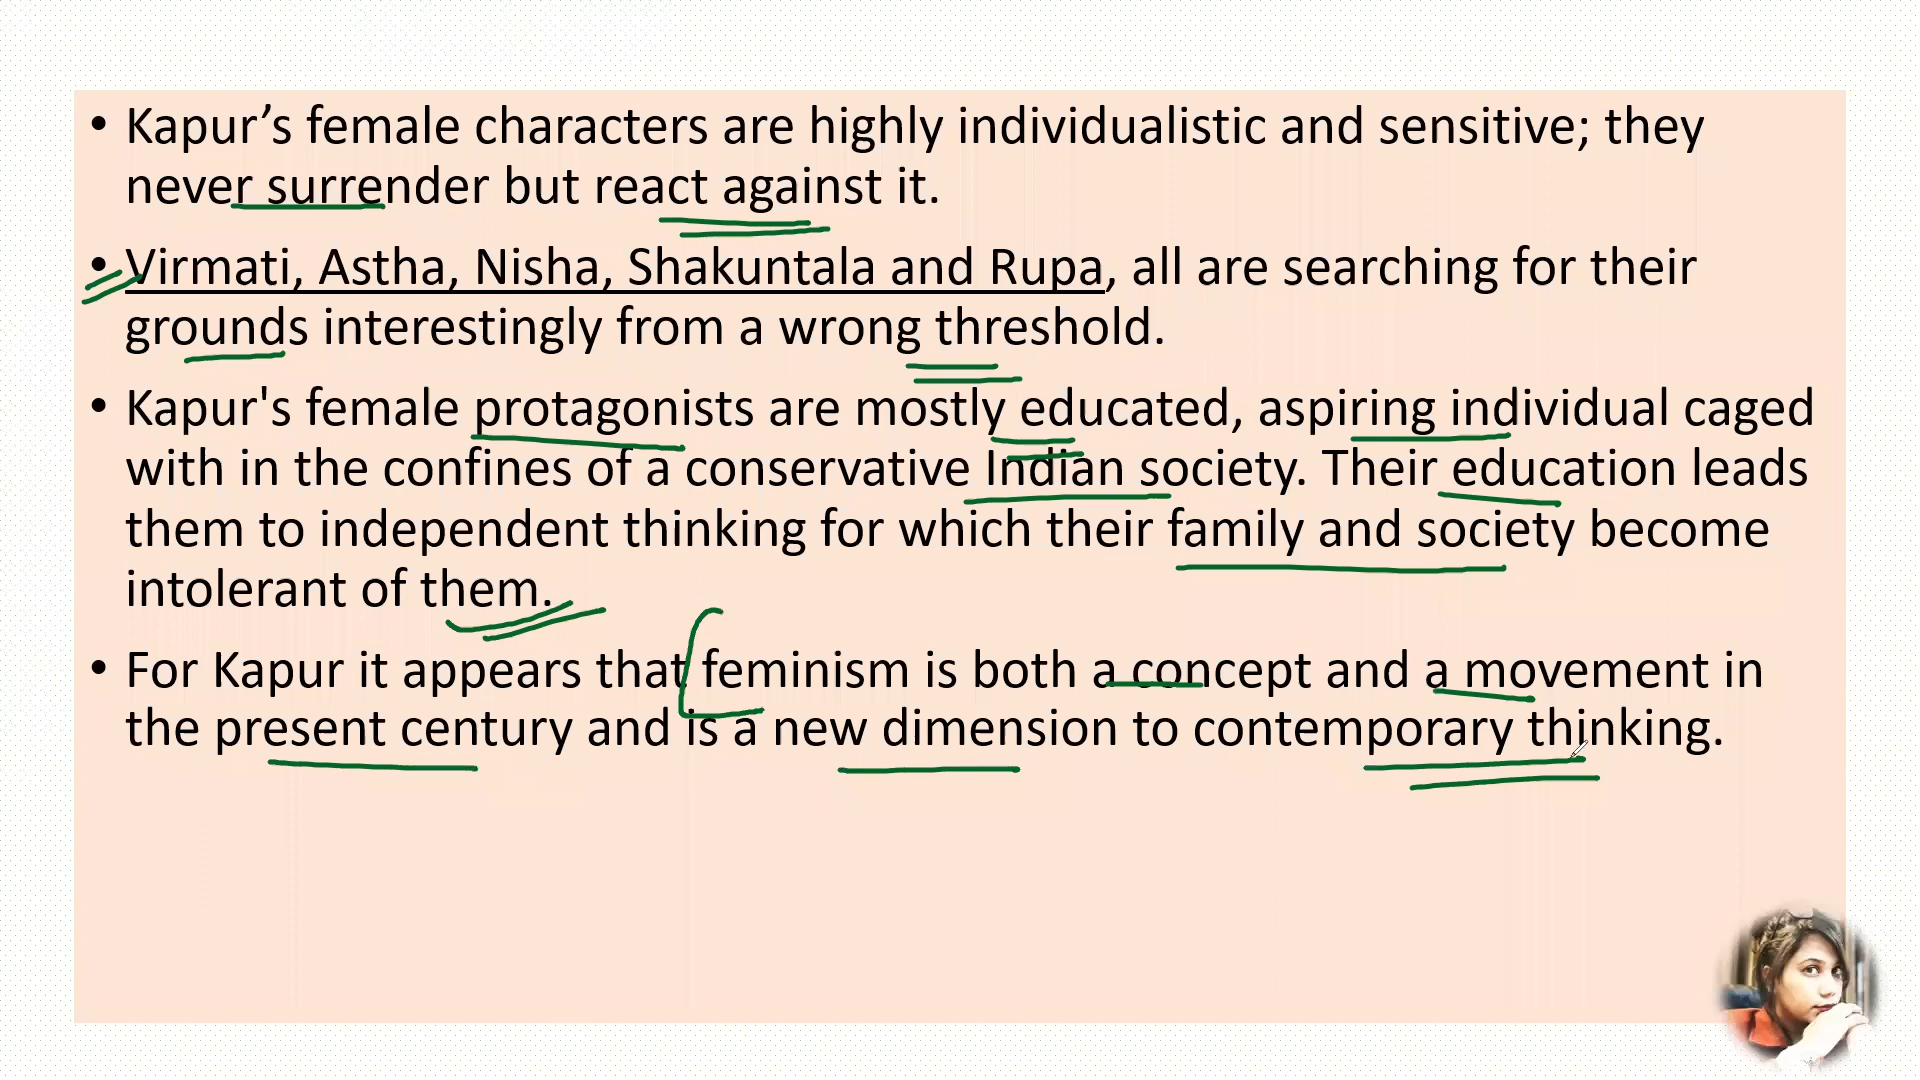 • Kapur’s female characters are highly individualistic and sensitive; they
never surrender but react against it.
• Virmati, Astha, Nisha, Shakuntala and Rupa, all are searching for their
grounds interestingly from a wrong threshold.
• Kapur's female protagonists are mostly educated, aspiring individual caged
with in the confines of a conservative Indian society. Their education leads
them to independent thinking for which their family and society become
intolerant of them.
• For Kapur it appears that feminism is both a concept and a movement in
the present century and is a new dimension to contemporary thinking.